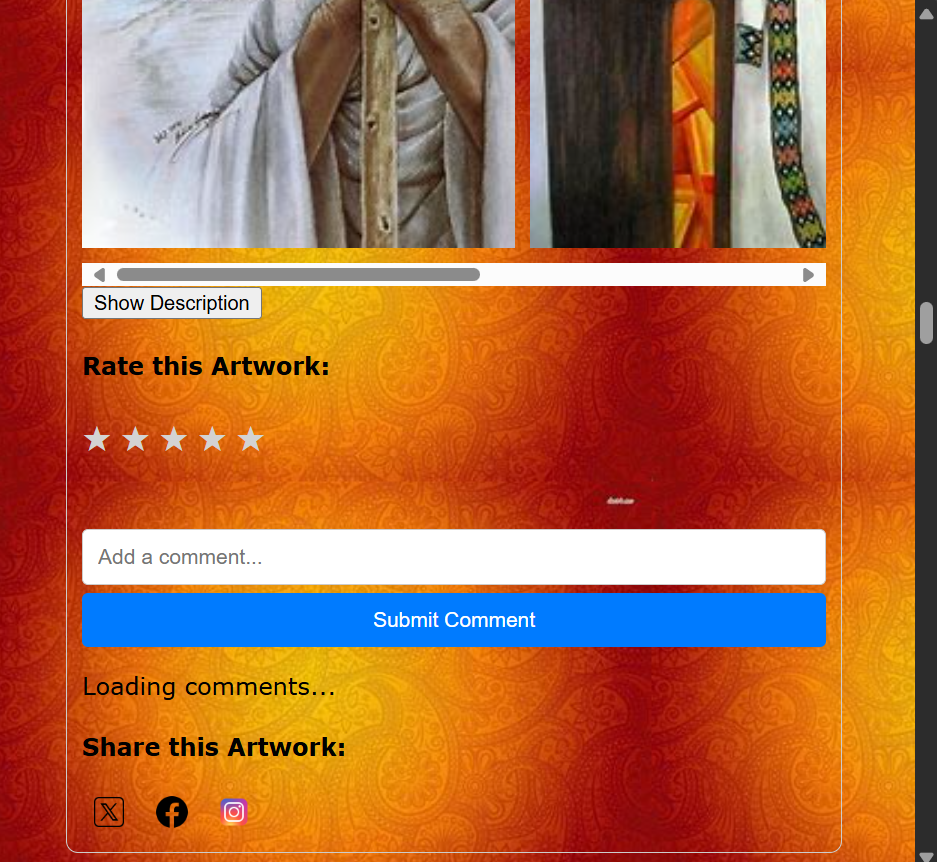 Show Description
Rate this Artwork:
Add a comment...
Submit Comment
Loading comments...
Share this Artwork: